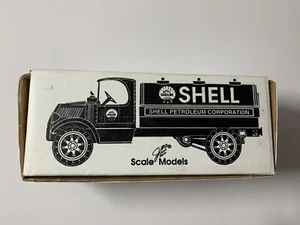 SHELL
SHELL PETROLEUM CORPORATION
Scale Models